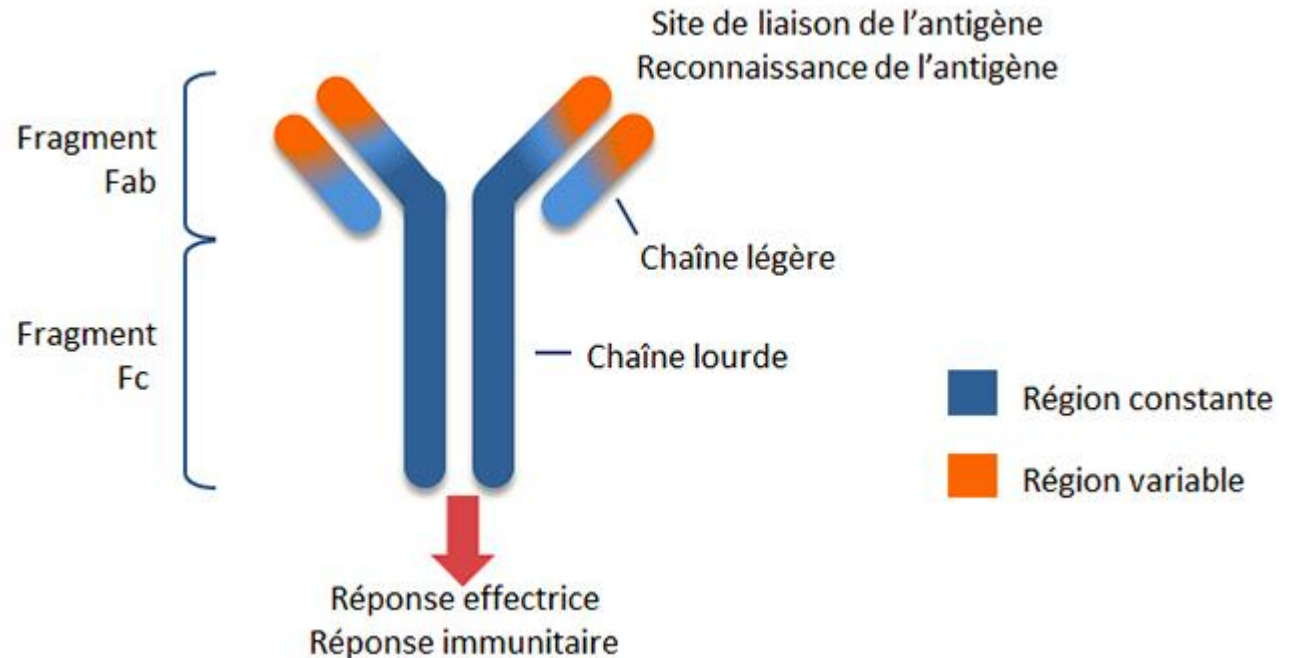 Site de liaison de l'antigène
Reconnaissance de l'antigène
Fragment
Fab
Chaîne légère
Fragment
Fc
Chaîne lourde
Région constante
Région variable
Réponse effectrice
Réponse immunitaire